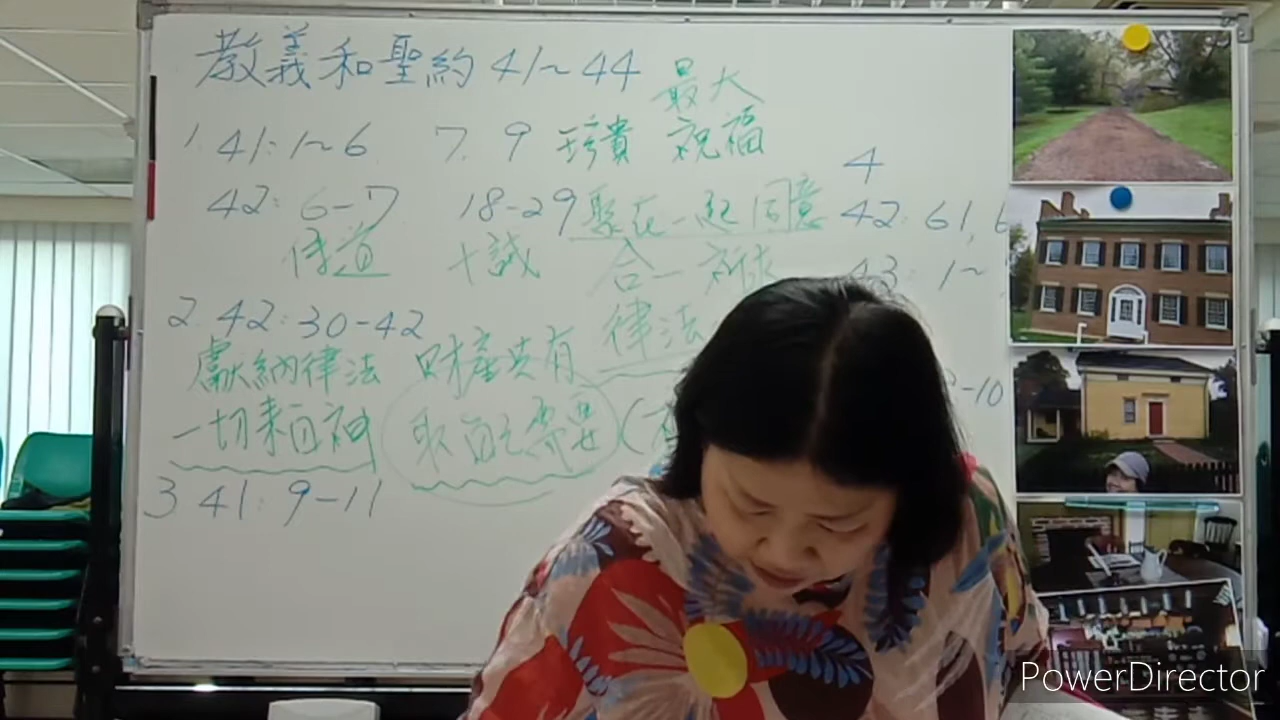 教義和聖約 41~44
最大
1. 41:1~6 7, 9 珍貴 祝福
4
42: 6-7 18-29 聚在一起 同意 42: 61, 6
傳道 十誡 合一 祈求 43: 1~
2. 42:30-42 律法
獻納律法 財產共有
-10
一切來自神 取自己需要 (
3 41: 9-11
PowerDirector